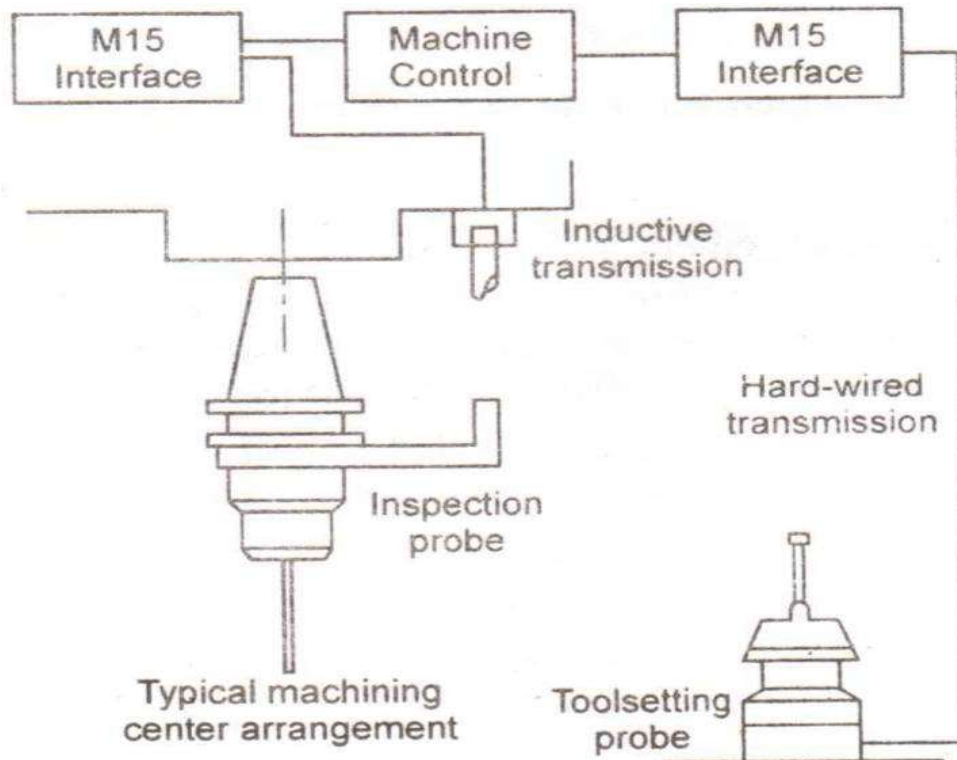 M15
Interface
Machine
Control
M15
Interface
Inductive
transmission
Hard-wired
transmission
Inspection
probe
Typical machining
center arrangement
Toolsetting
probe